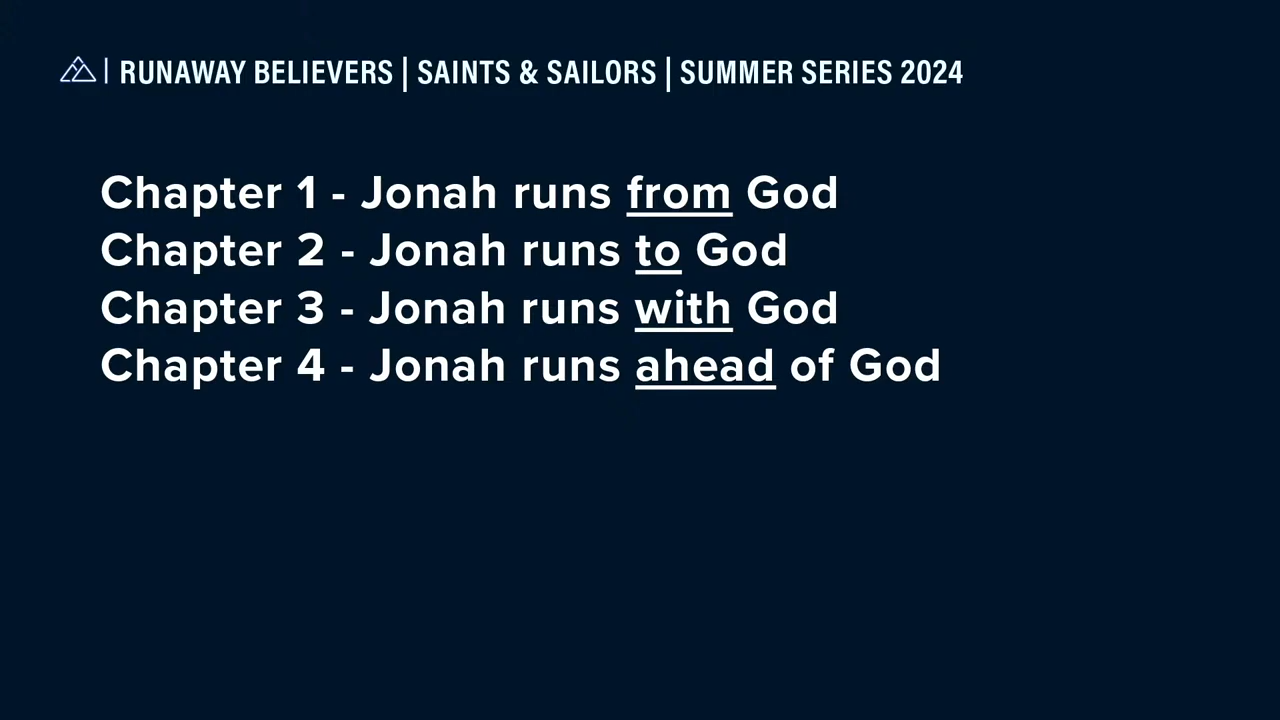 | RUNAWAY BELIEVERS | SAINTS & SAILORS | SUMMER SERIES 2024
Chapter 1 - Jonah runs from God
Chapter 2 - Jonah runs to God
Chapter 3 - Jonah runs with God
Chapter 4 - Jonah runs ahead of God